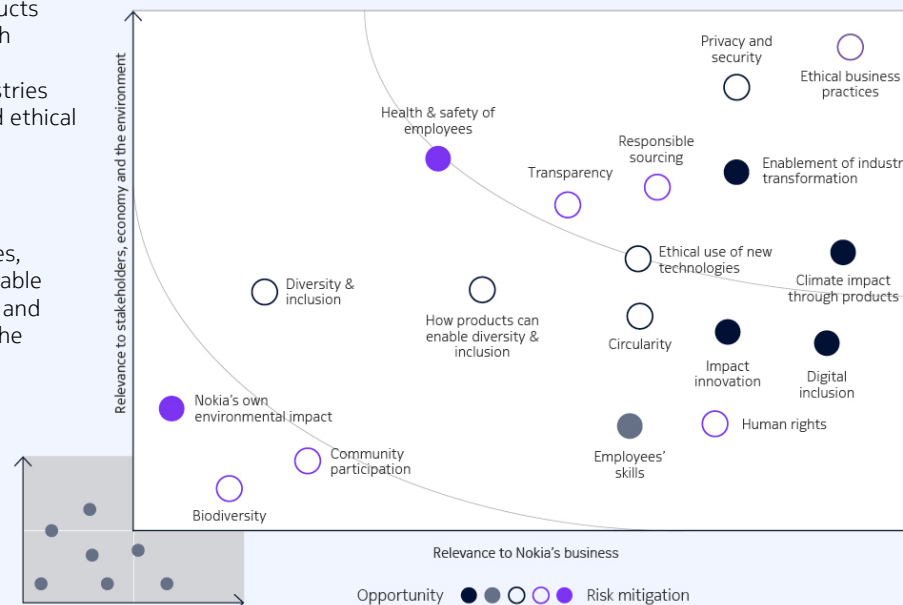 ucts
stries
d ethical
es,
able
and
he
Relevance to stakeholders, economy and the environment
Privacy and
security
Ethical business
practices
Health & safety of
employees
Responsible
sourcing
Transparency
Enablement of industr
transformation
Ethical use of new
technologies
Climate impact
through products
Diversity &
inclusion
How products can
enable diversity &
inclusion
Circularity
Impact
innovation
Digital
inclusion
Nokia's own
environmental impact
Human rights
Employees'
skills
Community
participation
Biodiversity
Relevance to Nokia's business
Opportunity
Risk mitigation